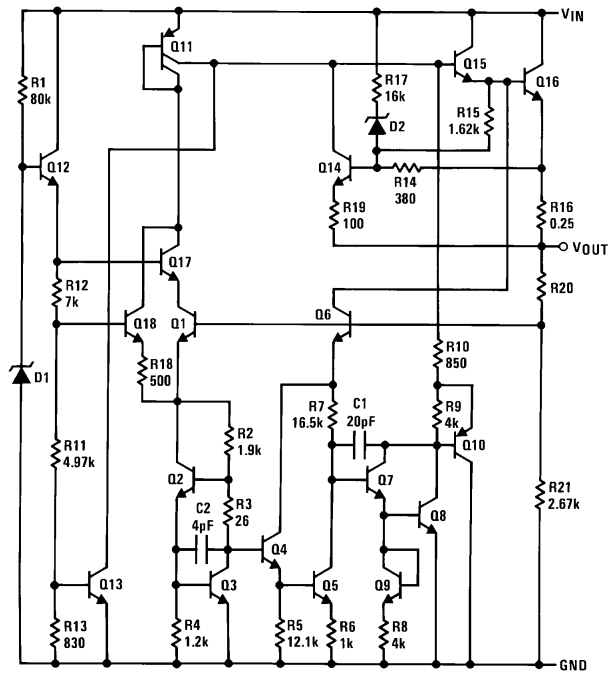 VIN
Q11
Q15
Q16
R1
80k
R17
16k
R15
1.62k
D2
Q12
Q14
R14
380
R19
100
R16
0.25
VOUT
Q17
R12
7k
R20
Q18
Q1
Q6
R18
500
R10
850
D1
C1
20pF
R7
16.5k
R9
4k
Q10
R11
4.97k
R2
1.9k
Q2
Q7
R3
26
Q8
R21
2.67k
C2
4pF
Q4
Q13
Q3
Q5
Q9
R13
830
R4
1.2k
R5
12.1k
R6
1k
R8
4k
GND